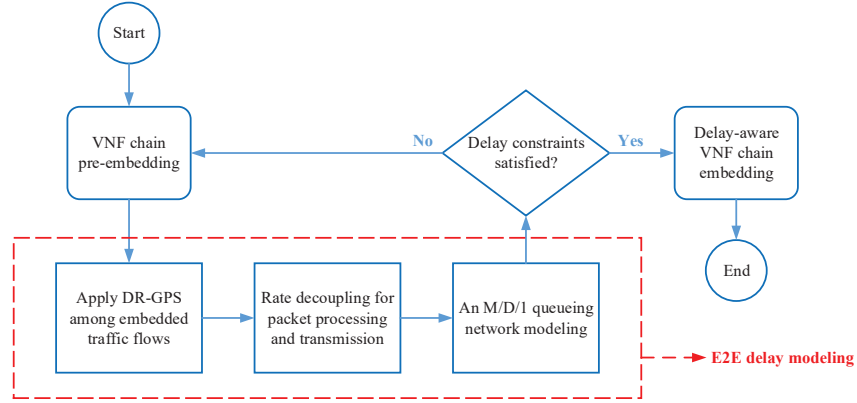 Start
VNF chain
pre-embedding
No
Delay constraints
satisfied?
Yes
Delay-aware
VNF chain
embedding
End
Apply DR-GPS
among embedded
traffic flows
Rate decoupling for
packet processing
and transmission
An M/D/1 queueing
network modeling
E2E delay modeling